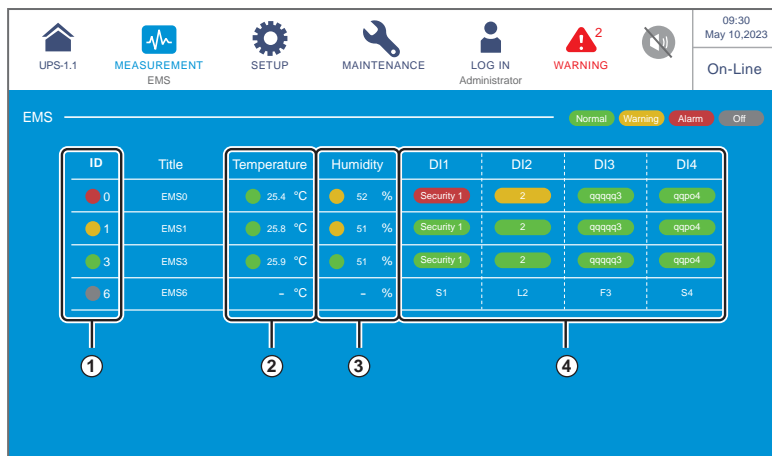 09:30
May 10,2023
2
UPS-1.1 MEASUREMENT SETUP MAINTENANCE LOG IN WARNING
EMS Administrator
On-Line
EMS Normal Warning Alarm Off
ID Title Temperature Humidity DI1 DI2 DI3 DI4
0 EMS0 25.4 °C 52 % Security 1 2 qqqqq3 qqpo4
1 EMS1 25.8 °C 51 % Security 1 2 qqqqq3 qqpo4
3 EMS3 25.9 °C 51 % Security 1 2 qqqqq3 qqpo4
6 EMS6 – °C – % S1 L2 F3 S4
1 2 3 4